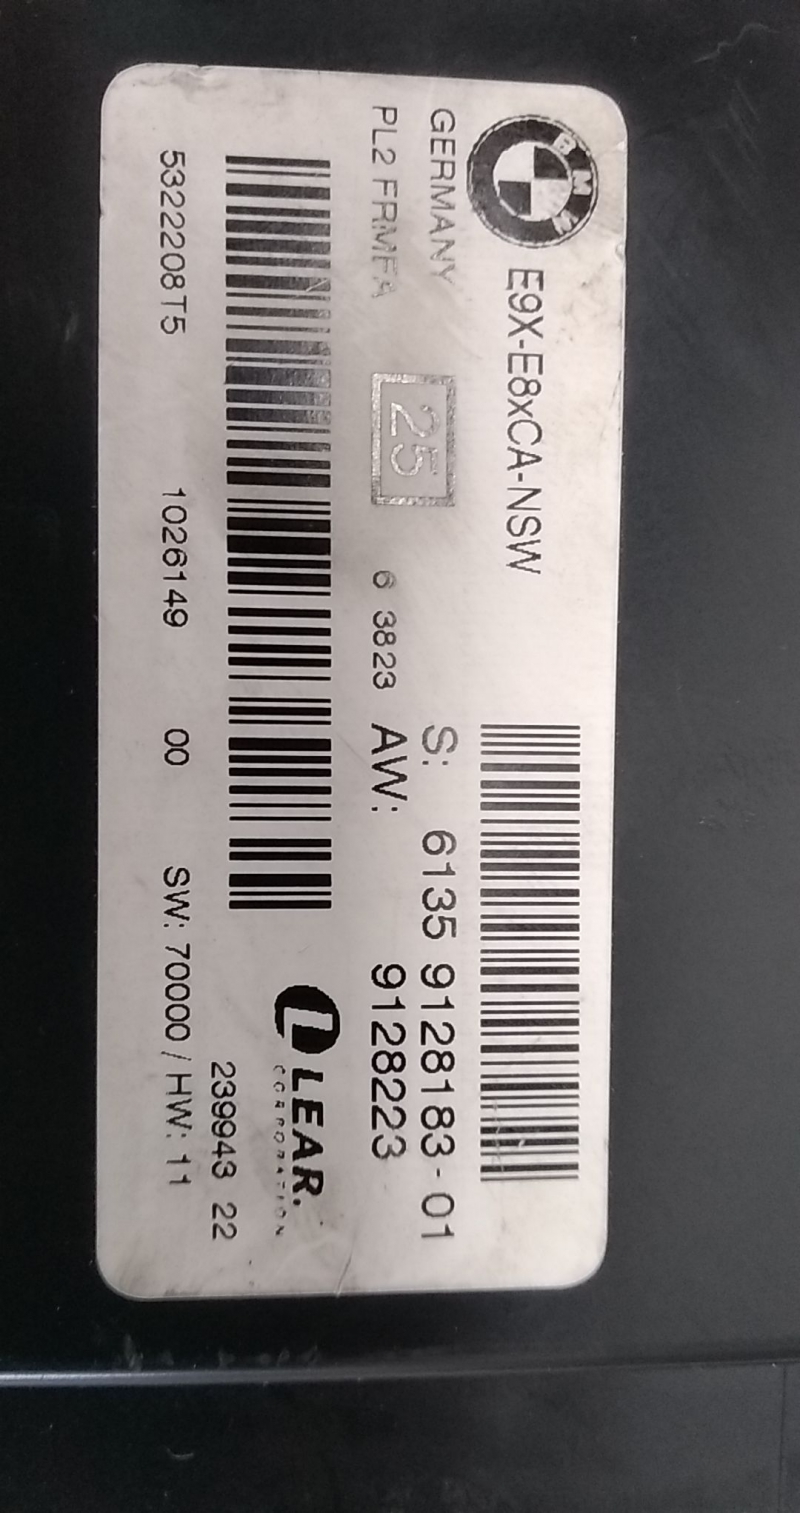 BMW
E9X-E8xCA-NSW
GERMANY
S: 6135 9128183-01
PL2 FRMFA
25
6 3823
AW: 9128223
LEAR.
CORPORATION
239943 22
5322208T5 1026149 00 SW: 70000 / HW: 11